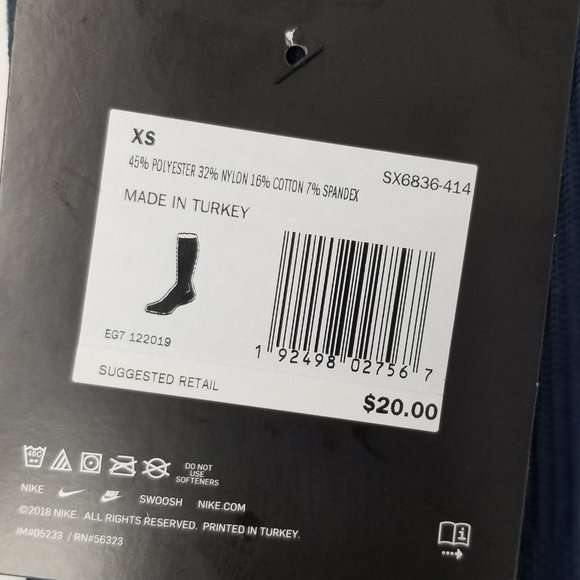 XS
45% POLYESTER 32% NYLON 16% COTTON 7% SPANDEX
SX6836-414
MADE IN TURKEY
EG7 122019
1 92498 02756 7
SUGGESTED RETAIL
$20.00
40C
DO NOT
USE
SOFTENERS
NIKE SWOOSH NIKE.COM
©2018 NIKE. ALL RIGHTS RESERVED. PRINTED IN TURKEY.
IM#05233 / RN#56323